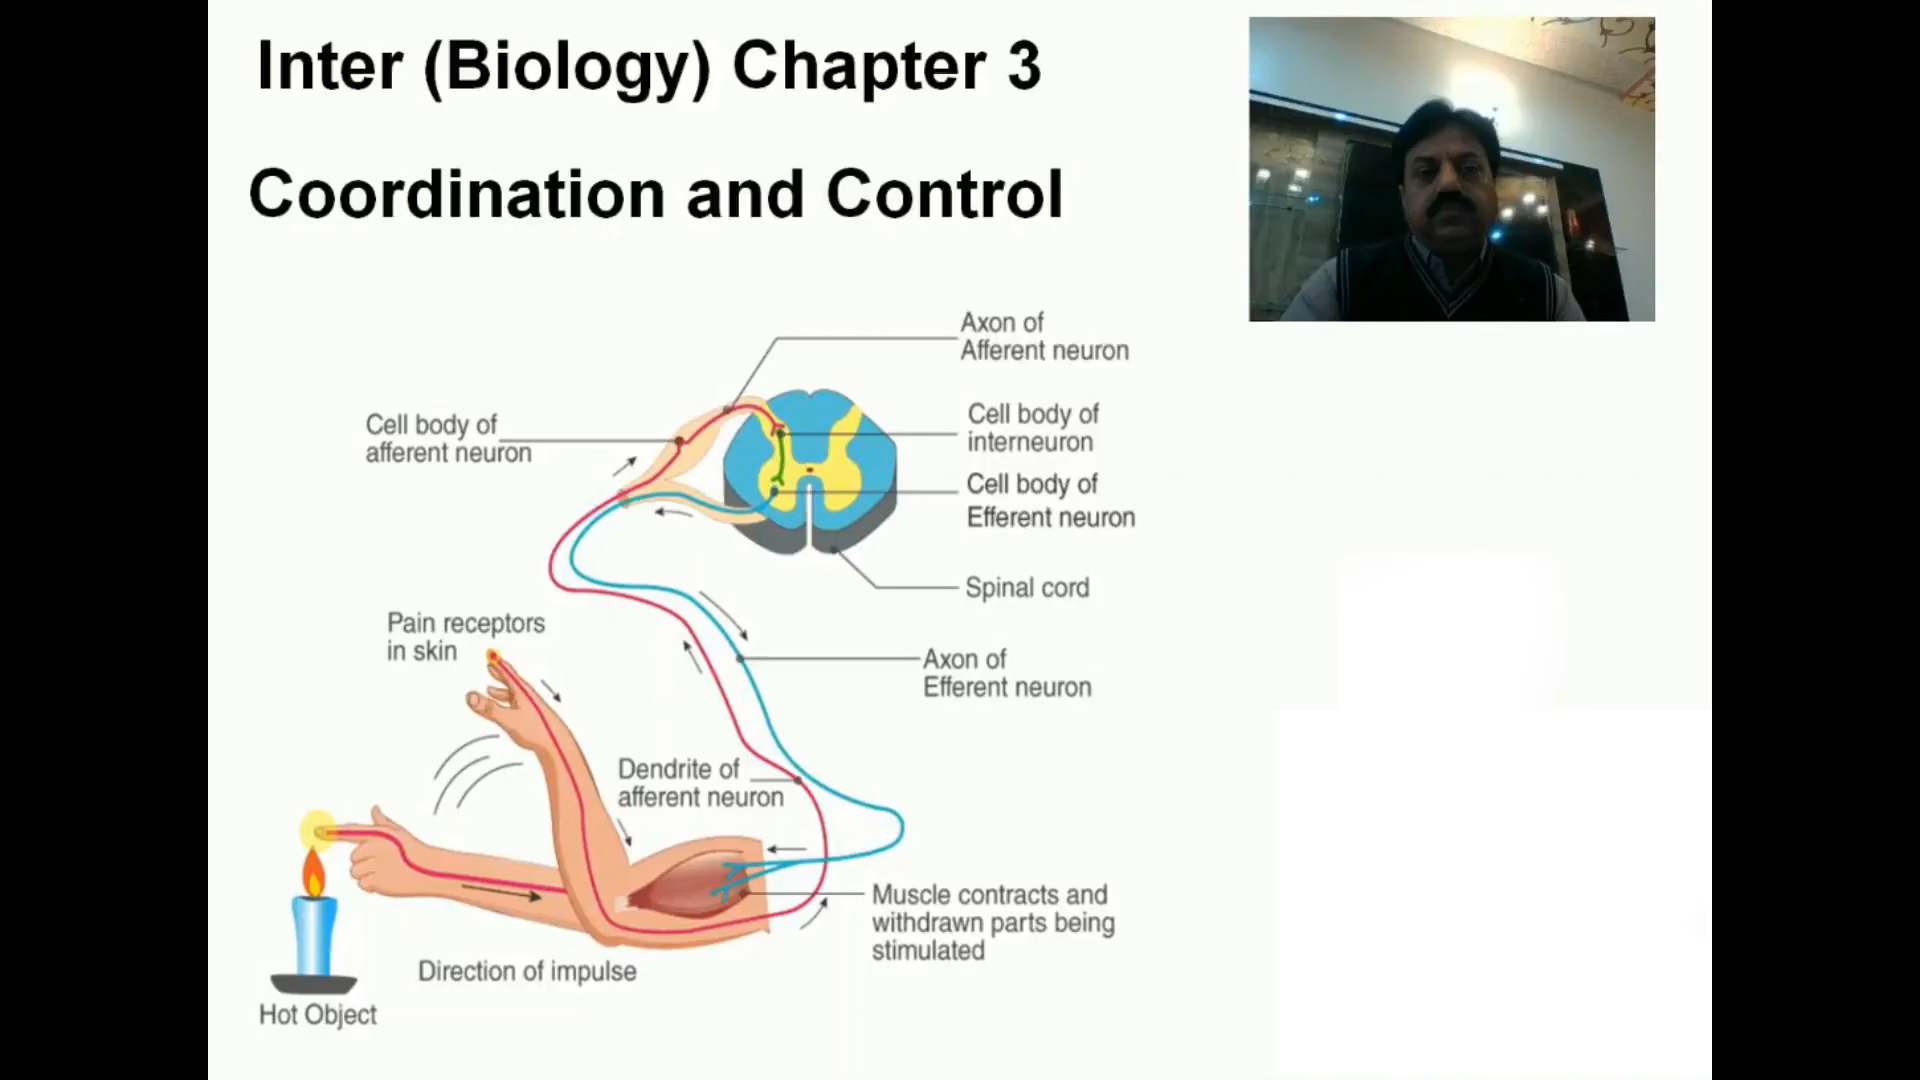 Inter (Biology) Chapter 3
Coordination and Control
Axon of
Afferent neuron
Cell body of
afferent neuron
Cell body of
interneuron
Cell body of
Efferent neuron
Spinal cord
Pain receptors
in skin
Axon of
Efferent neuron
Dendrite of
afferent neuron
Muscle contracts and
withdrawn parts being
stimulated
Direction of impulse
Hot Object